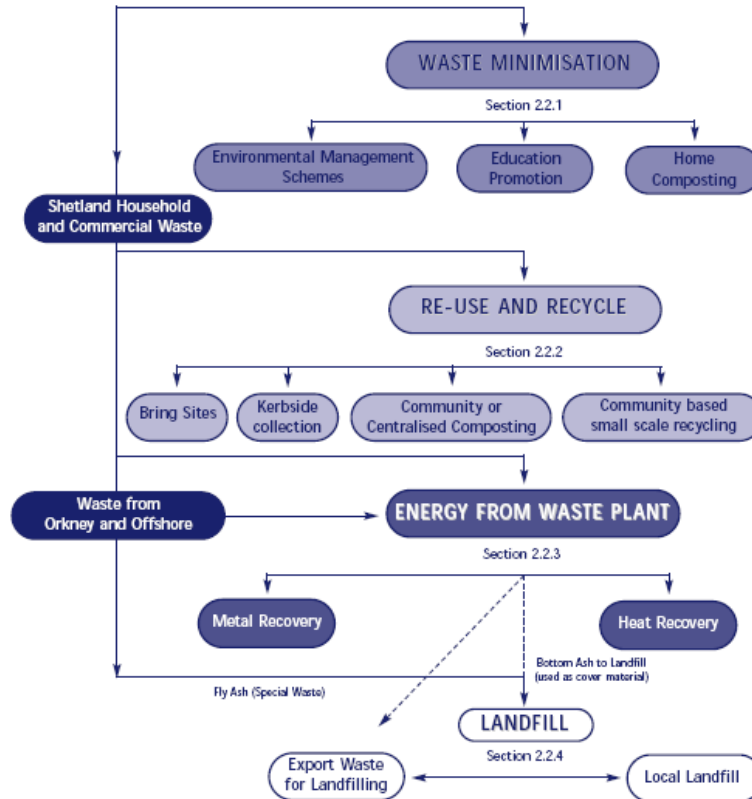 WASTE MINIMISATION
Section 2.2.1
Environmental Management
Schemes
Education
Promotion
Home
Composting
Shetland Household
and Commercial Waste
RE-USE AND RECYCLE
Section 2.2.2
Bring Sites
Kerbside
collection
Community or
Centralised Composting
Community based
small scale recycling
Waste from
Orkney and Offshore
ENERGY FROM WASTE PLANT
Section 2.2.3
Metal Recovery
Heat Recovery
Bottom Ash to Landfill
(used as cover material)
Fly Ash (Special Waste)
LANDFILL
Section 2.2.4
Export Waste
for Landfilling
Local Landfill